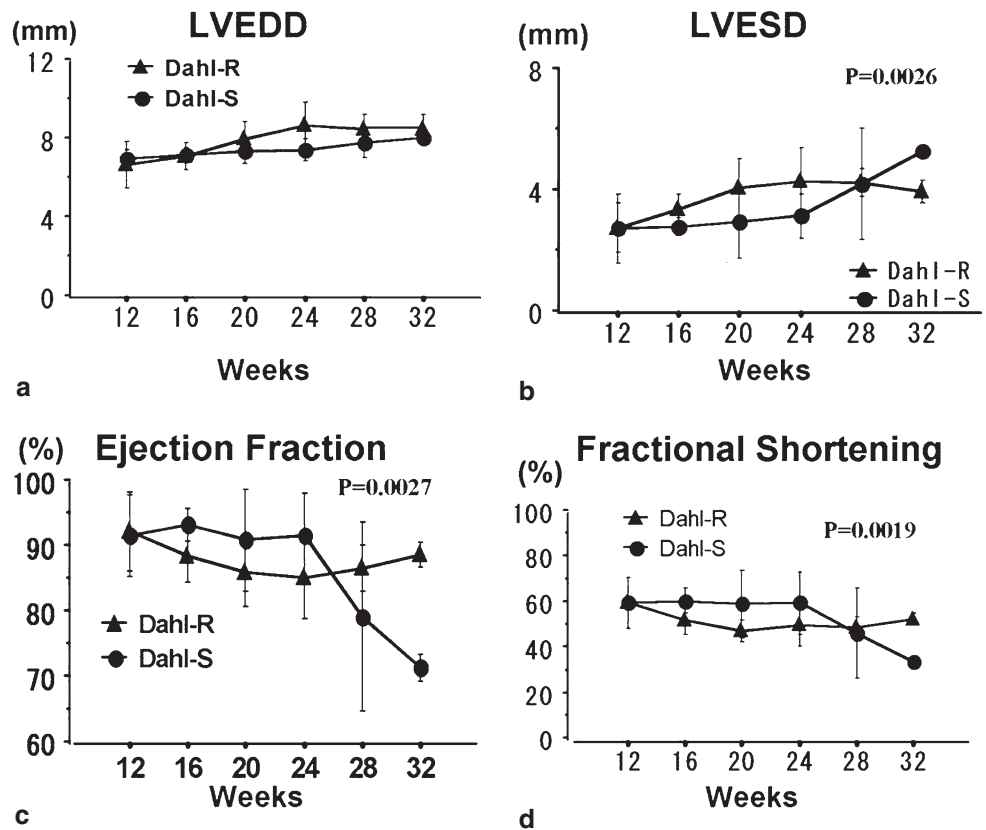 LVEDD
(mm)
Dahl-R
Dahl-S
12
8
4
0
12 16 20 24 28 32
Weeks
a
LVESD
(mm)
P=0.0026
8
4
0
Dahl-R
Dahl-S
12 16 20 24 28 32
Weeks
b
(%) Ejection Fraction
P=0.0027
100
90
80
70
60
Dahl-R
Dahl-S
12 16 20 24 28 32
Weeks
c
Fractional Shortening
(%)
Dahl-R
Dahl-S
P=0.0019
100
80
60
40
20
0
12 16 20 24 28 32
Weeks
d